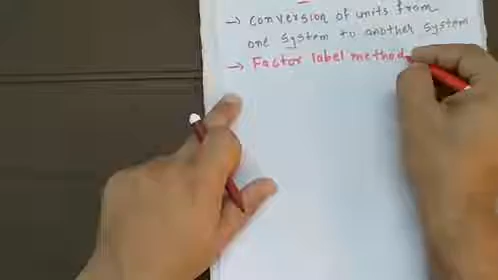 → conversion of units from
one system to another system
→ Factor label method